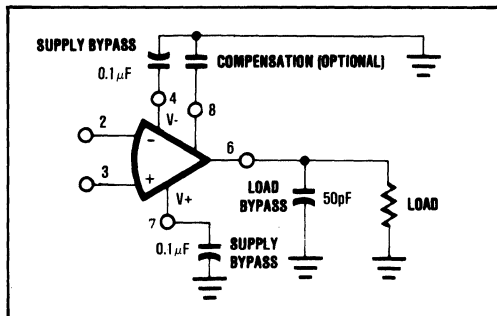 SUPPLY BYPASS
COMPENSATION (OPTIONAL)
0.1μF
4
8
V-
2
−
6
3
+
V+
LOAD
BYPASS
50pF
LOAD
7
0.1μF
SUPPLY
BYPASS